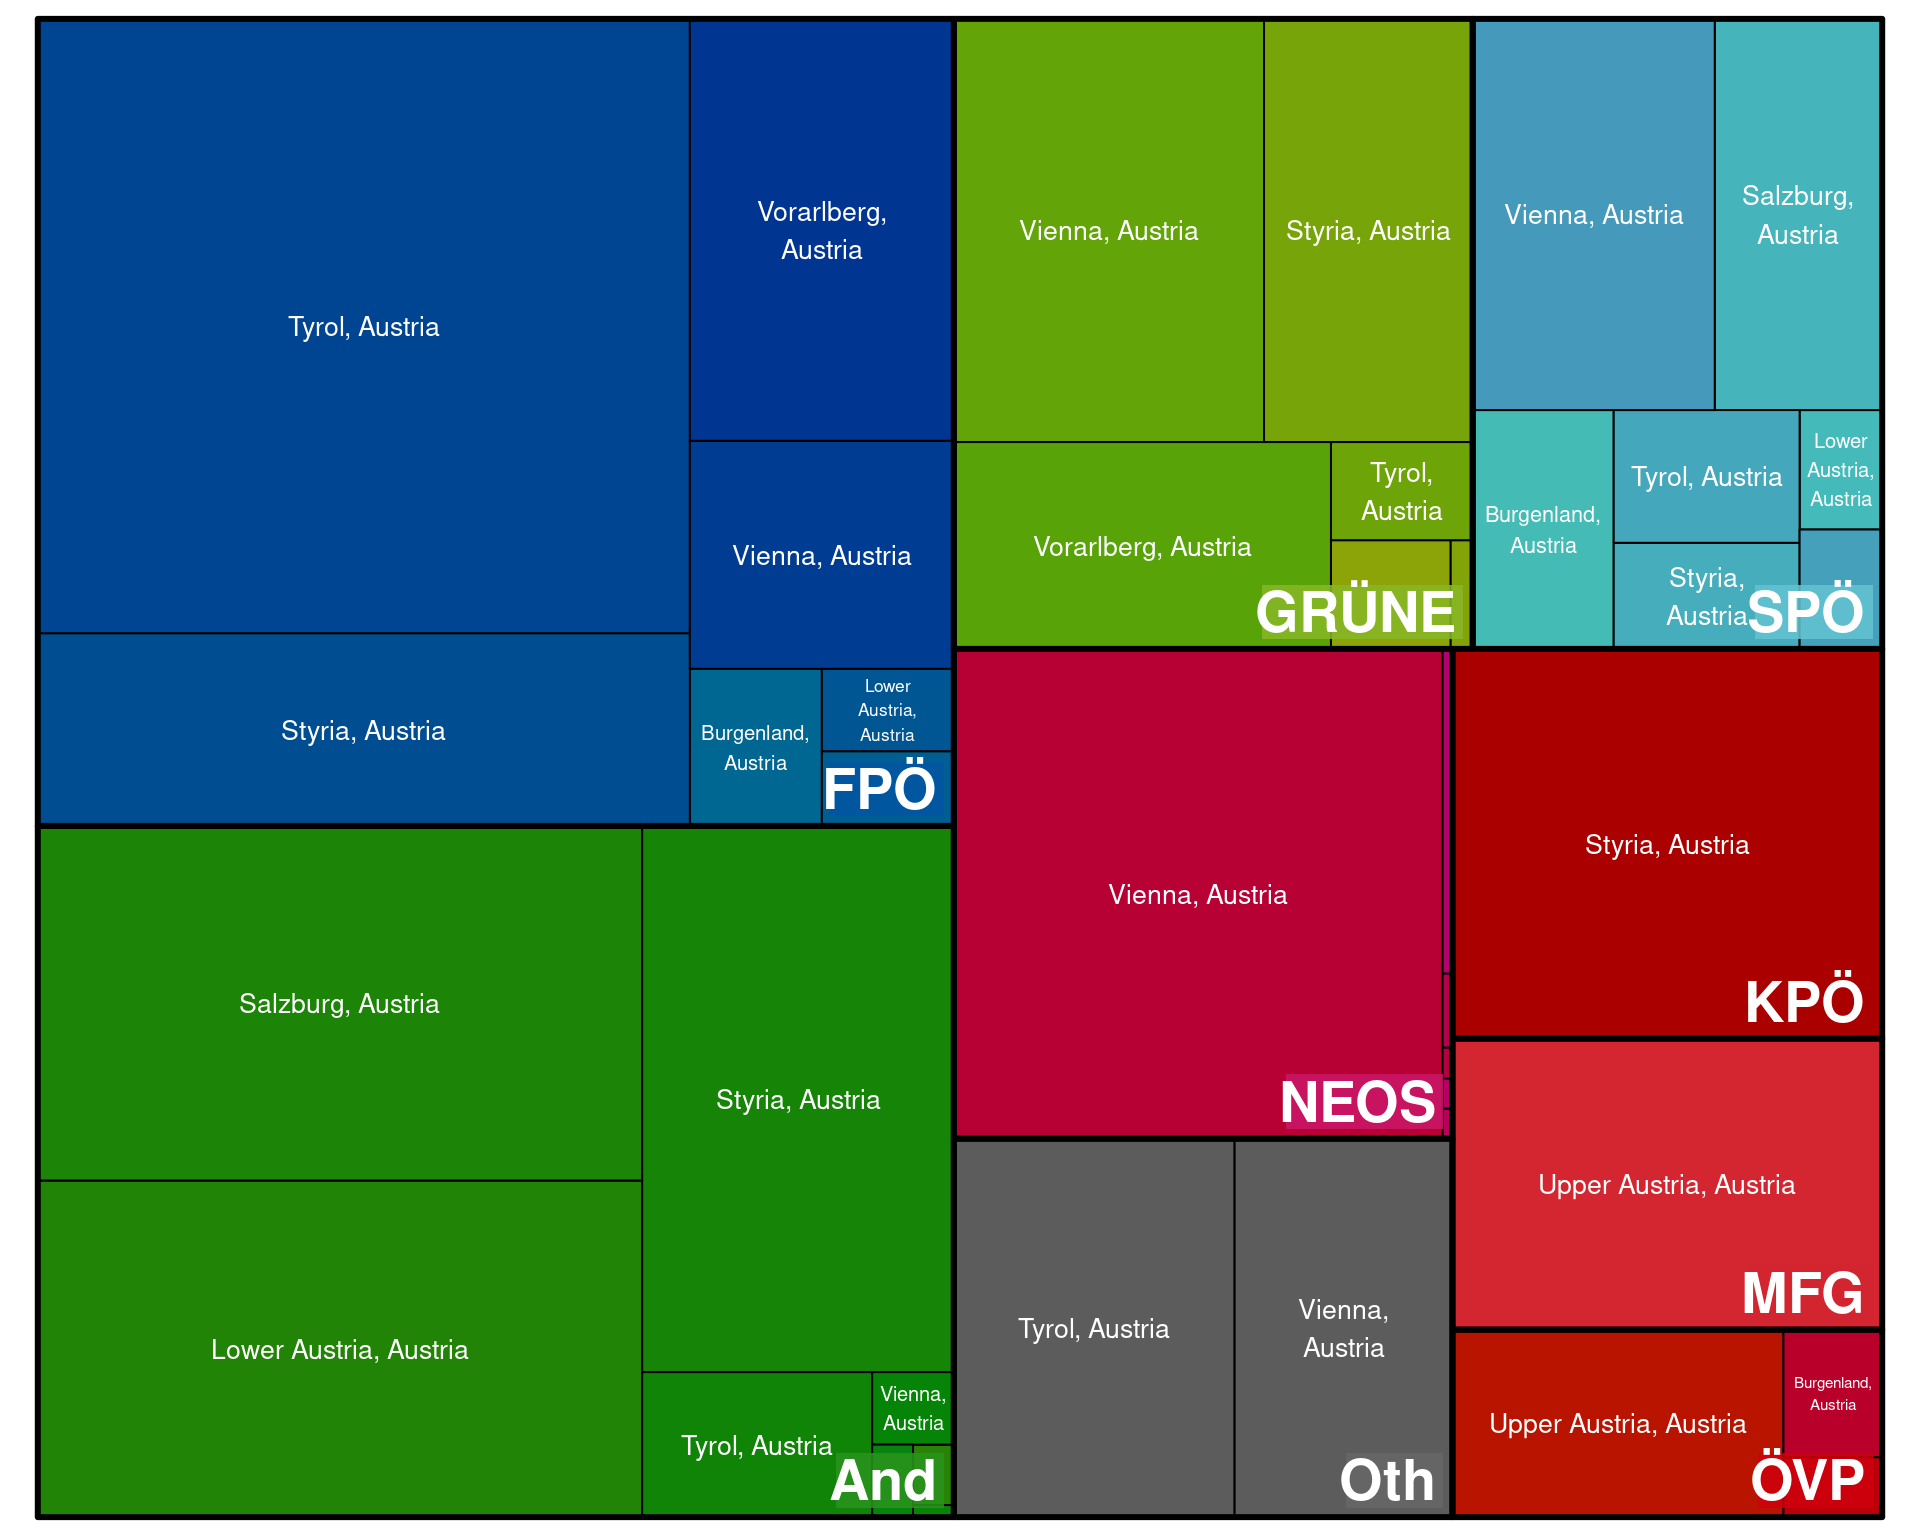 Tyrol, Austria
Vorarlberg,
Austria
Vienna, Austria
Styria, Austria
Burgenland,
Austria
Lower
Austria,
Austria
FPÖ
Salzburg, Austria
Lower Austria, Austria
Styria, Austria
Tyrol, Austria
Vienna,
Austria
And
Vienna, Austria
Styria, Austria
Vorarlberg, Austria
Tyrol,
Austria
GRÜNE
Vienna, Austria
Salzburg,
Austria
Burgenland,
Austria
Tyrol, Austria
Lower
Austria,
Austria
Styria,
Austria
SPÖ
Vienna, Austria
NEOS
Styria, Austria
KPÖ
Upper Austria, Austria
MFG
Tyrol, Austria
Vienna,
Austria
Oth
Upper Austria, Austria
Burgenland,
Austria
ÖVP